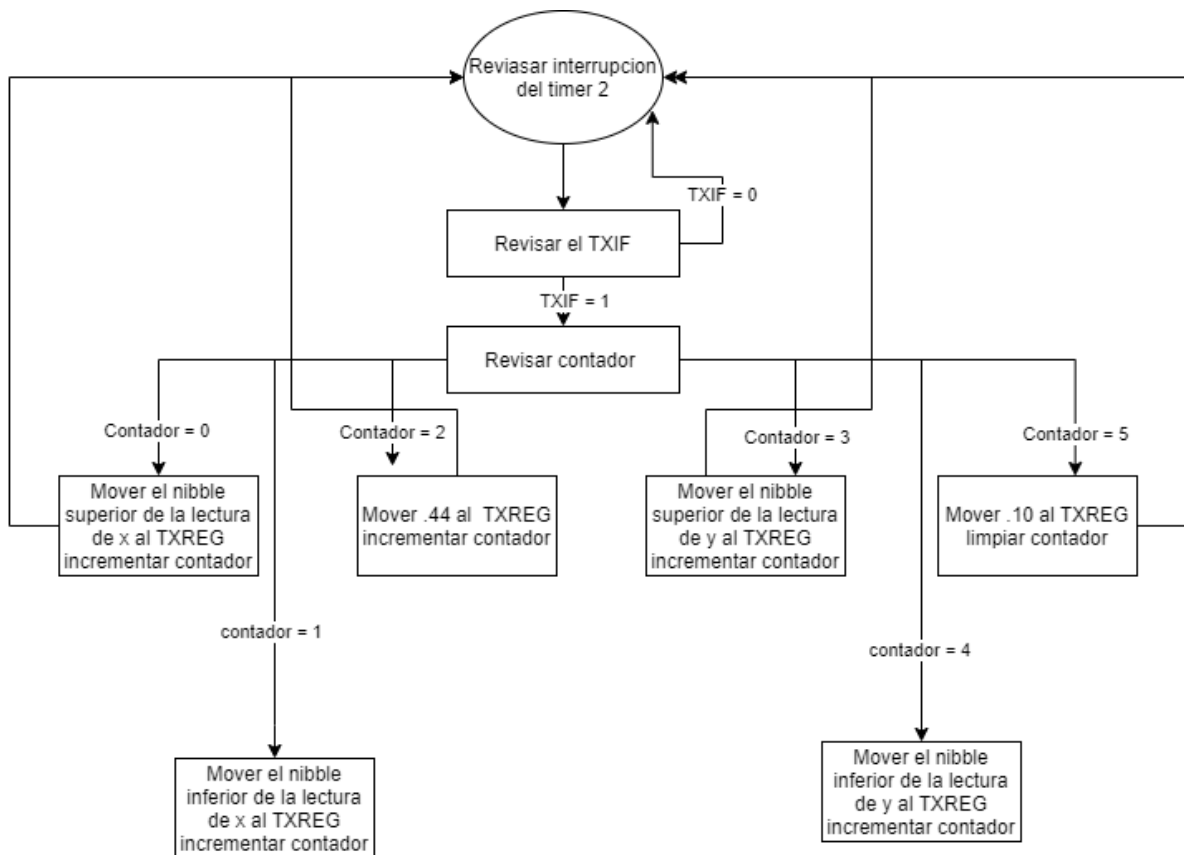 Reviasar interrupcion
del timer 2
TXIF = 0
Revisar el TXIF
TXIF = 1
Revisar contador
Contador = 0
Contador = 2
Contador = 3
Contador = 5
Mover el nibble
superior de la lectura
de x al TXREG
incrementar contador
Mover .44 al TXREG
incrementar contador
Mover el nibble
superior de la lectura
de y al TXREG
incrementar contador
Mover .10 al TXREG
limpiar contador
contador = 1
contador = 4
Mover el nibble
inferior de la lectura
de x al TXREG
incrementar contador
Mover el nibble
inferior de la lectura
de y al TXREG
incrementar contador